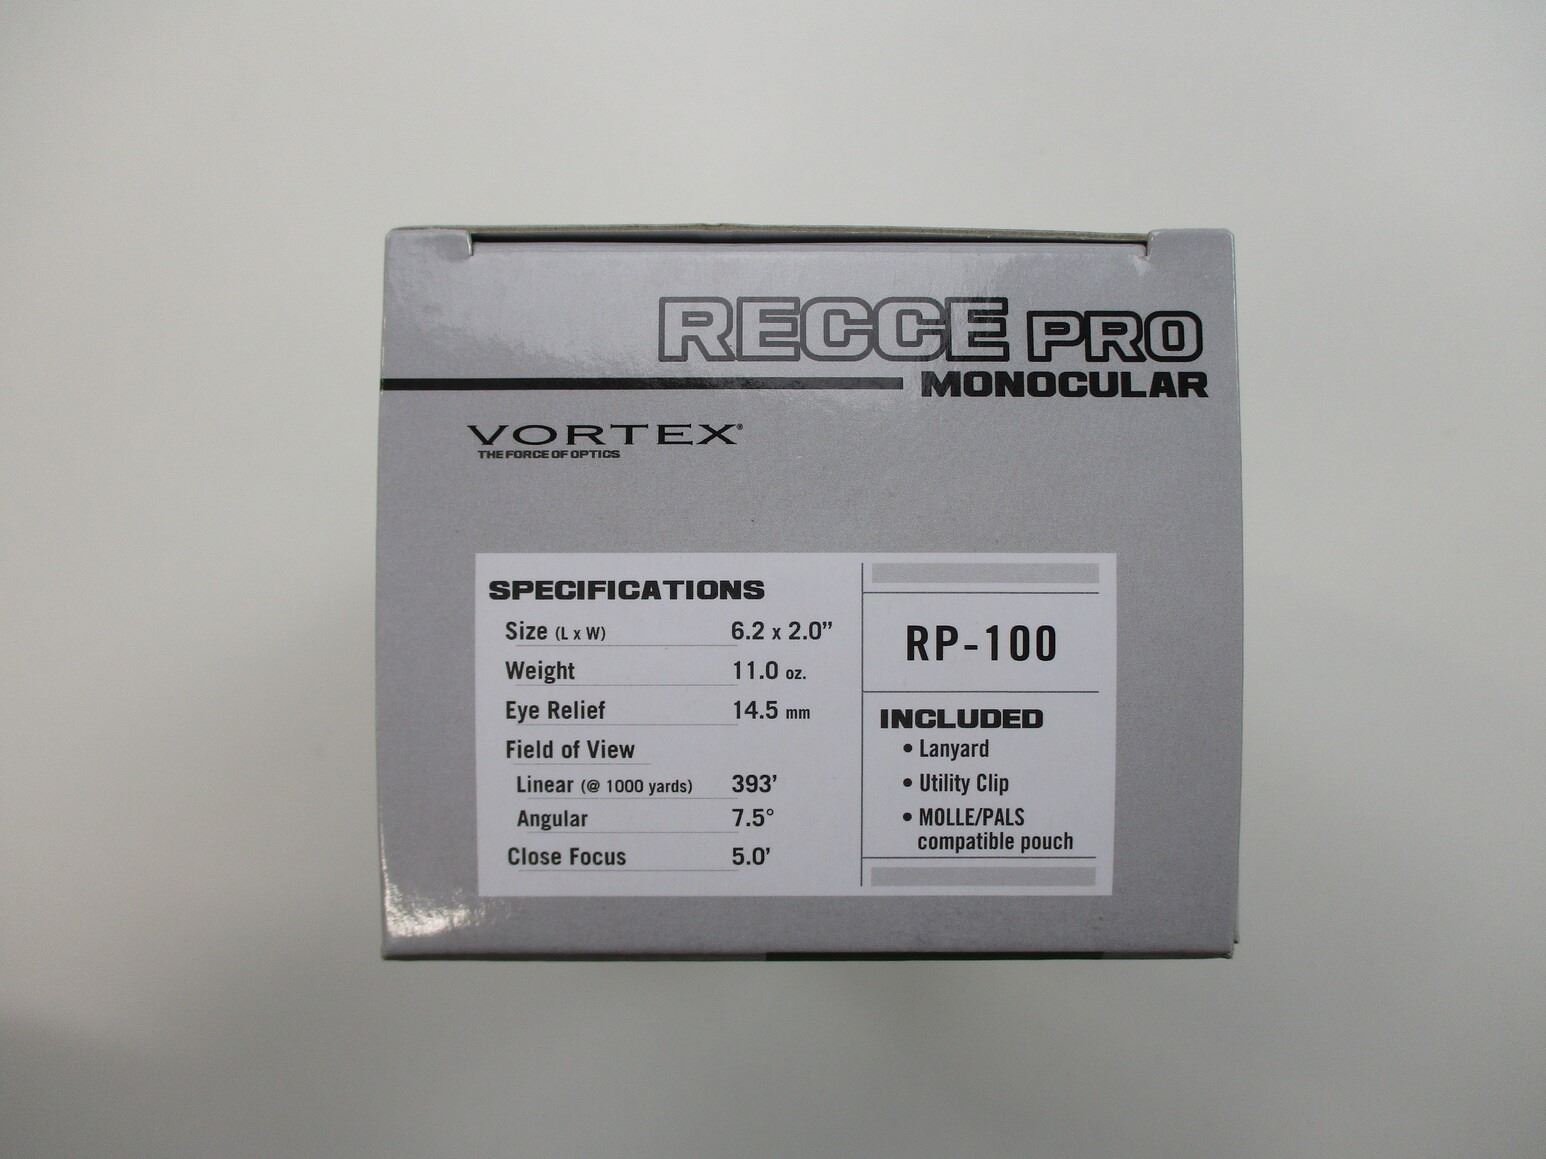 RECCE PRO
MONOCULAR
VORTEX®
THE FORCE OF OPTICS
SPECIFICATIONS
Size (L x W) 6.2 x 2.0”
Weight 11.0 oz.
Eye Relief 14.5 mm
Field of View
Linear (@ 1000 yards) 393’
Angular 7.5°
Close Focus 5.0’
RP-100
INCLUDED
• Lanyard
• Utility Clip
• MOLLE/PALS
compatible pouch